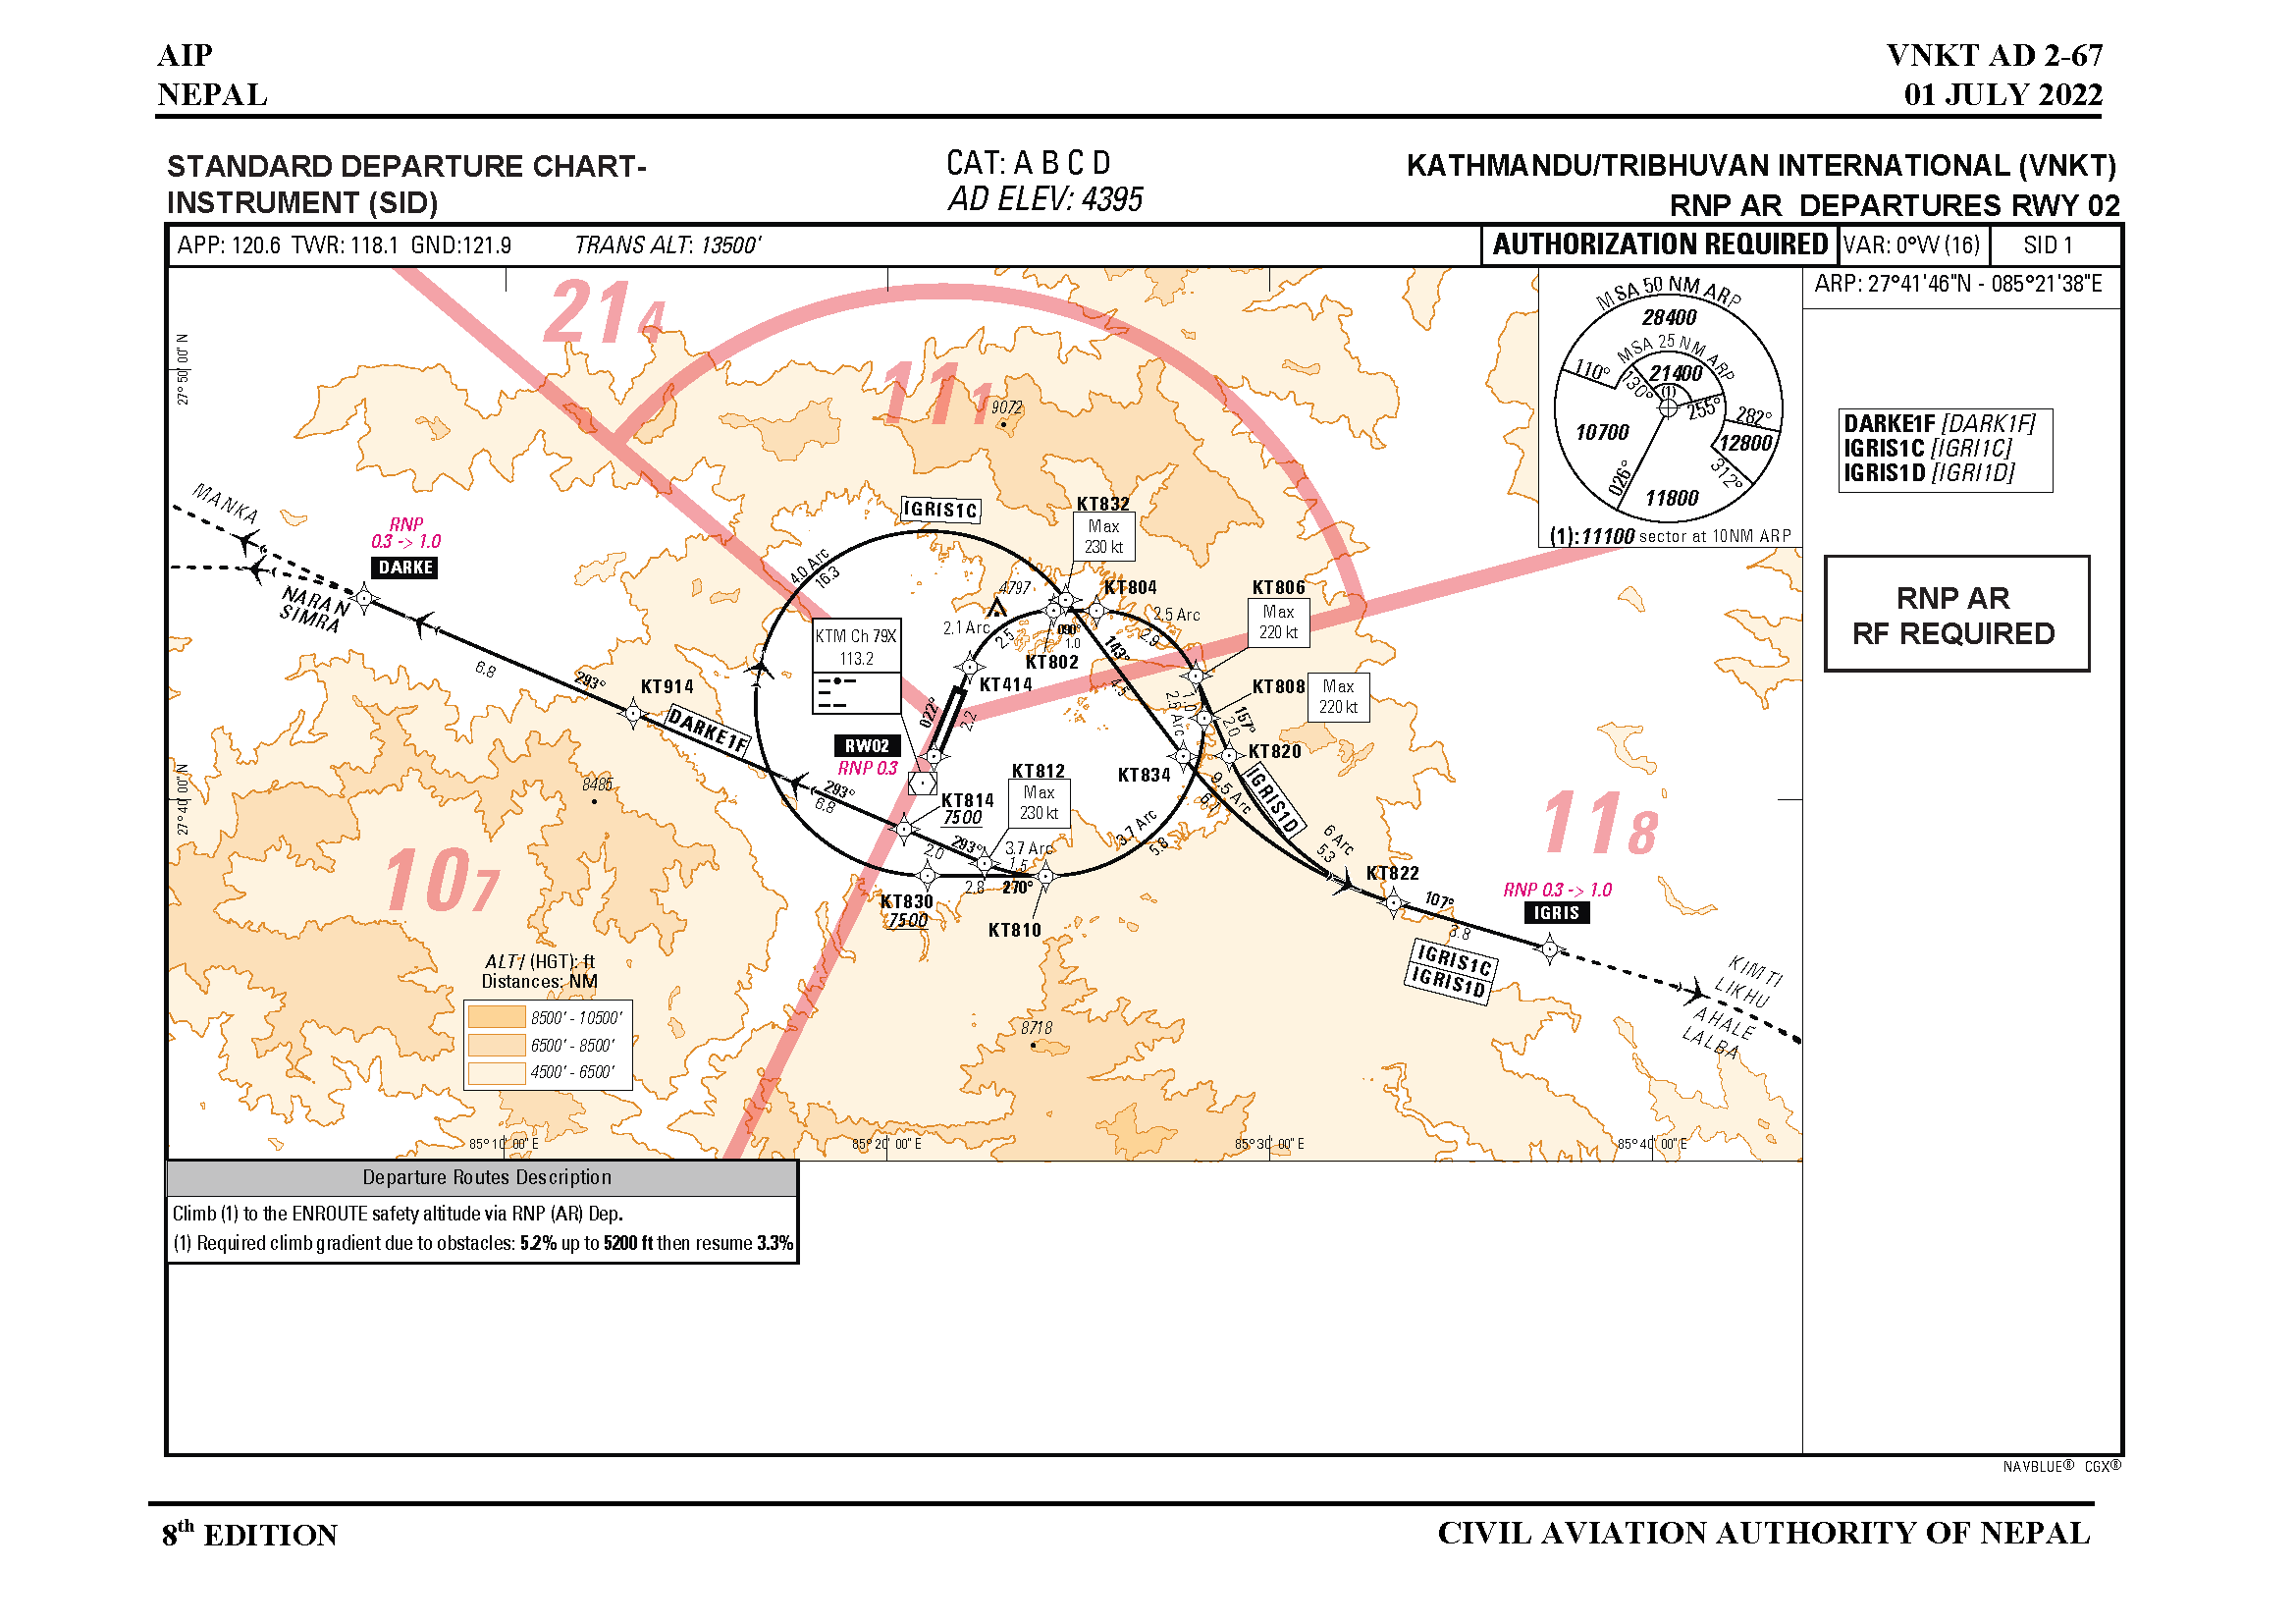 AIP
NEPAL
VNKT AD 2-67
01 JULY 2022
STANDARD DEPARTURE CHART-
INSTRUMENT (SID)
CAT: A B C D
AD ELEV: 4395
KATHMANDU/TRIBHUVAN INTERNATIONAL (VNKT)
RNP AR DEPARTURES RWY 02
APP: 120.6 TWR: 118.1 GND:121.9 TRANS ALT: 13500'
AUTHORIZATION REQUIRED
VAR: 0°W (16)
SID 1
ARP: 27°41'46"N - 085°21'38"E
MSA 50 NM ARP
28400
MSA 25 NM ARP
21400
(1)
110°
130°
255°
282°
10700
12800
026°
312°
11800
(1):11100 sector at 10NM ARP
DARKE1F [DARK1F]
IGRIS1C [IGRI1C]
IGRIS1D [IGRI1D]
RNP AR
RF REQUIRED
21 4
11 1
9072
27° 50' 00" N
MANKA
RNP
0.3 -> 1.0
DARKE
NARAN
SIMRA
IGRIS1C
KT832
Max
230 kt
4.0 Arc
16.3
4797
KT804
KT806
Max
220 kt
2.5 Arc
2.9
2.1 Arc
2.5
090°
1.0
KT802
143°
4.5
KTM Ch 79X
113.2
KT414
022°
2.2
6.8
293°
KT914
DARKE1F
KT808
Max
220 kt
2.9 Arc
1.0
157°
2.0
KT820
RW02
RNP 0.3
KT834
KT812
Max
230 kt
8485
27° 40' 00" N
293°
6.8
KT814
7500
IGRIS1D
9.5 Arc
6.0
3.7 Arc
5.8
6 Arc
5.3
11 8
10 7
2.0
293°
3.7 Arc
1.5
2.8
270°
KT830
7500
KT810
KT822
107°
3.8
RNP 0.3 -> 1.0
IGRIS
IGRIS1C
IGRIS1D
KIMTI
LIKHU
AHALE
LALBA
ALT/ (HGT): ft
Distances: NM
8500' - 10500'
6500' - 8500'
4500' - 6500'
8718
85° 10' 00" E
85° 20' 00" E
85° 30' 00" E
85° 40' 00" E
Departure Routes Description
Climb (1) to the ENROUTE safety altitude via RNP (AR) Dep.
(1) Required climb gradient due to obstacles: 5.2% up to 5200 ft then resume 3.3%
NAVBLUE® CGX®
8th EDITION
CIVIL AVIATION AUTHORITY OF NEPAL